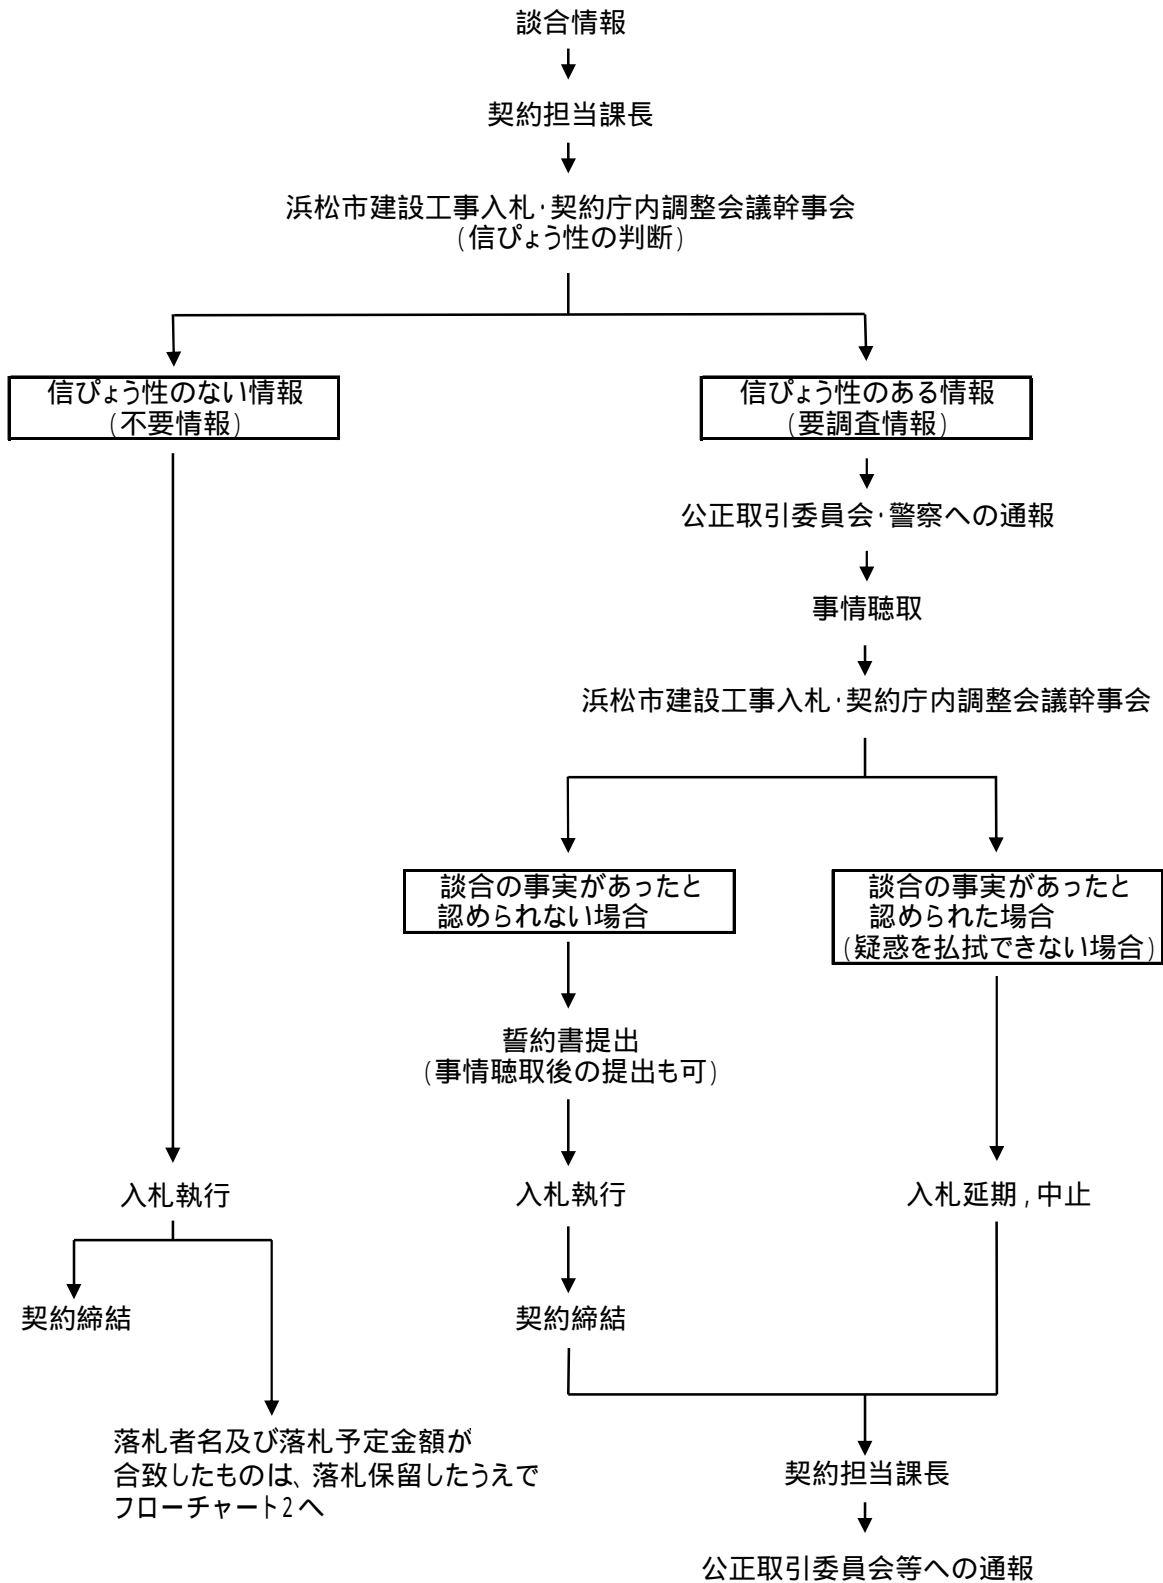 談合情報
契約担当課長
浜松市建設工事入札・契約庁内調整会議幹事会
(信ぴょう性の判断)
信ぴょう性のない情報
(不要情報)
信ぴょう性のある情報
(要調査情報)
公正取引委員会・警察への通報
事情聴取
浜松市建設工事入札・契約庁内調整会議幹事会
談合の事実があったと
認められない場合
談合の事実があったと
認められた場合
(疑惑を払拭できない場合)
誓約書提出
(事情聴取後の提出も可)
入札執行
入札執行
入札延期,中止
契約締結
契約締結
落札者名及び落札予定金額が
合致したものは、落札保留したうえで
フローチャート2へ
契約担当課長
公正取引委員会等への通報